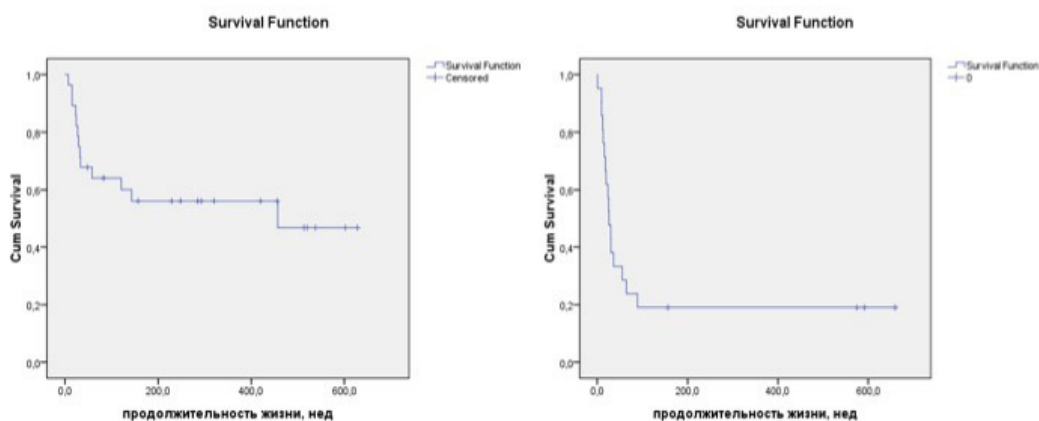 Survival Function
Survival Function
Censored
1,0
0,8
0,6
0,4
0,2
0,0
Cum Survival
0,0 200,0 400,0 600,0
продолжительность жизни, нед
Survival Function
Survival Function
0
1,0
0,8
0,6
0,4
0,2
0,0
Cum Survival
0,0 200,0 400,0 600,0
продолжительность жизни, нед